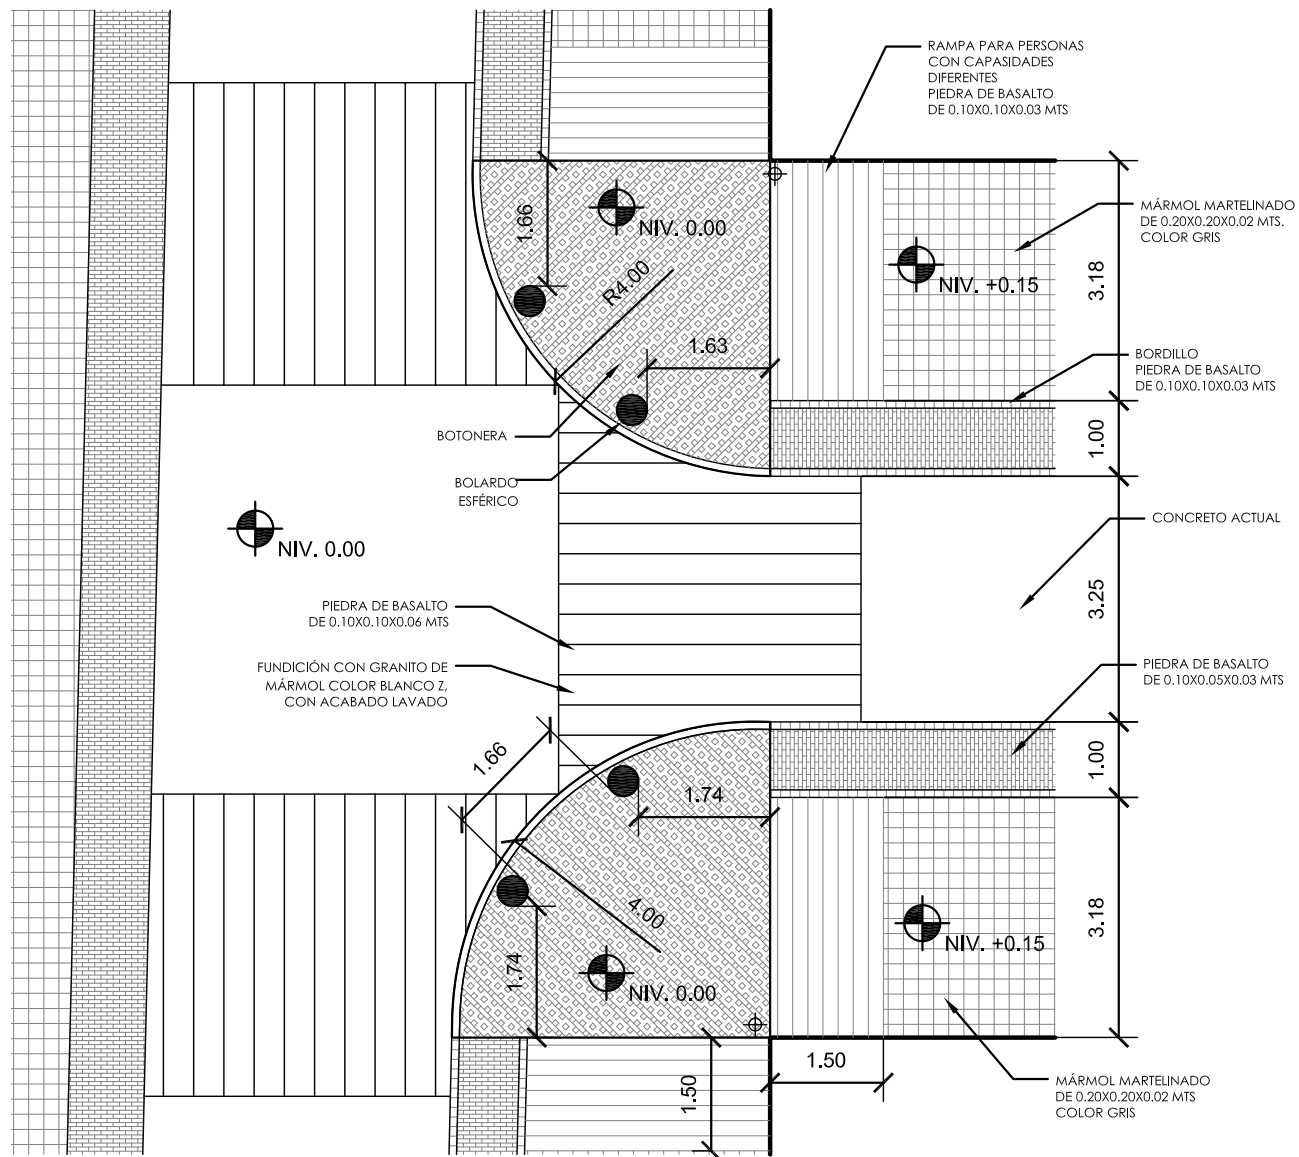 RAMPA PARA PERSONAS
CON CAPASIDADES
DIFERENTES
PIEDRA DE BASALTO
DE 0.10X0.10X0.03 MTS
MÁRMOL MARTELINADO
DE 0.20X0.20X0.02 MTS.
COLOR GRIS
1.66
NIV. 0.00
R4.00
NIV. +0.15
3.18
1.63
BORDILLO
PIEDRA DE BASALTO
DE 0.10X0.10X0.03 MTS
BOTONERA
1.00
BOLARDO
ESFÉRICO
CONCRETO ACTUAL
NIV. 0.00
3.25
PIEDRA DE BASALTO
DE 0.10X0.10X0.06 MTS
FUNDICIÓN CON GRANITO DE
MÁRMOL COLOR BLANCO Z,
CON ACABADO LAVADO
PIEDRA DE BASALTO
DE 0.10X0.05X0.03 MTS
1.66
1.00
1.74
4.00
3.18
NIV. +0.15
1.74
NIV. 0.00
1.50
1.50
MÁRMOL MARTELINADO
DE 0.20X0.20X0.02 MTS
COLOR GRIS